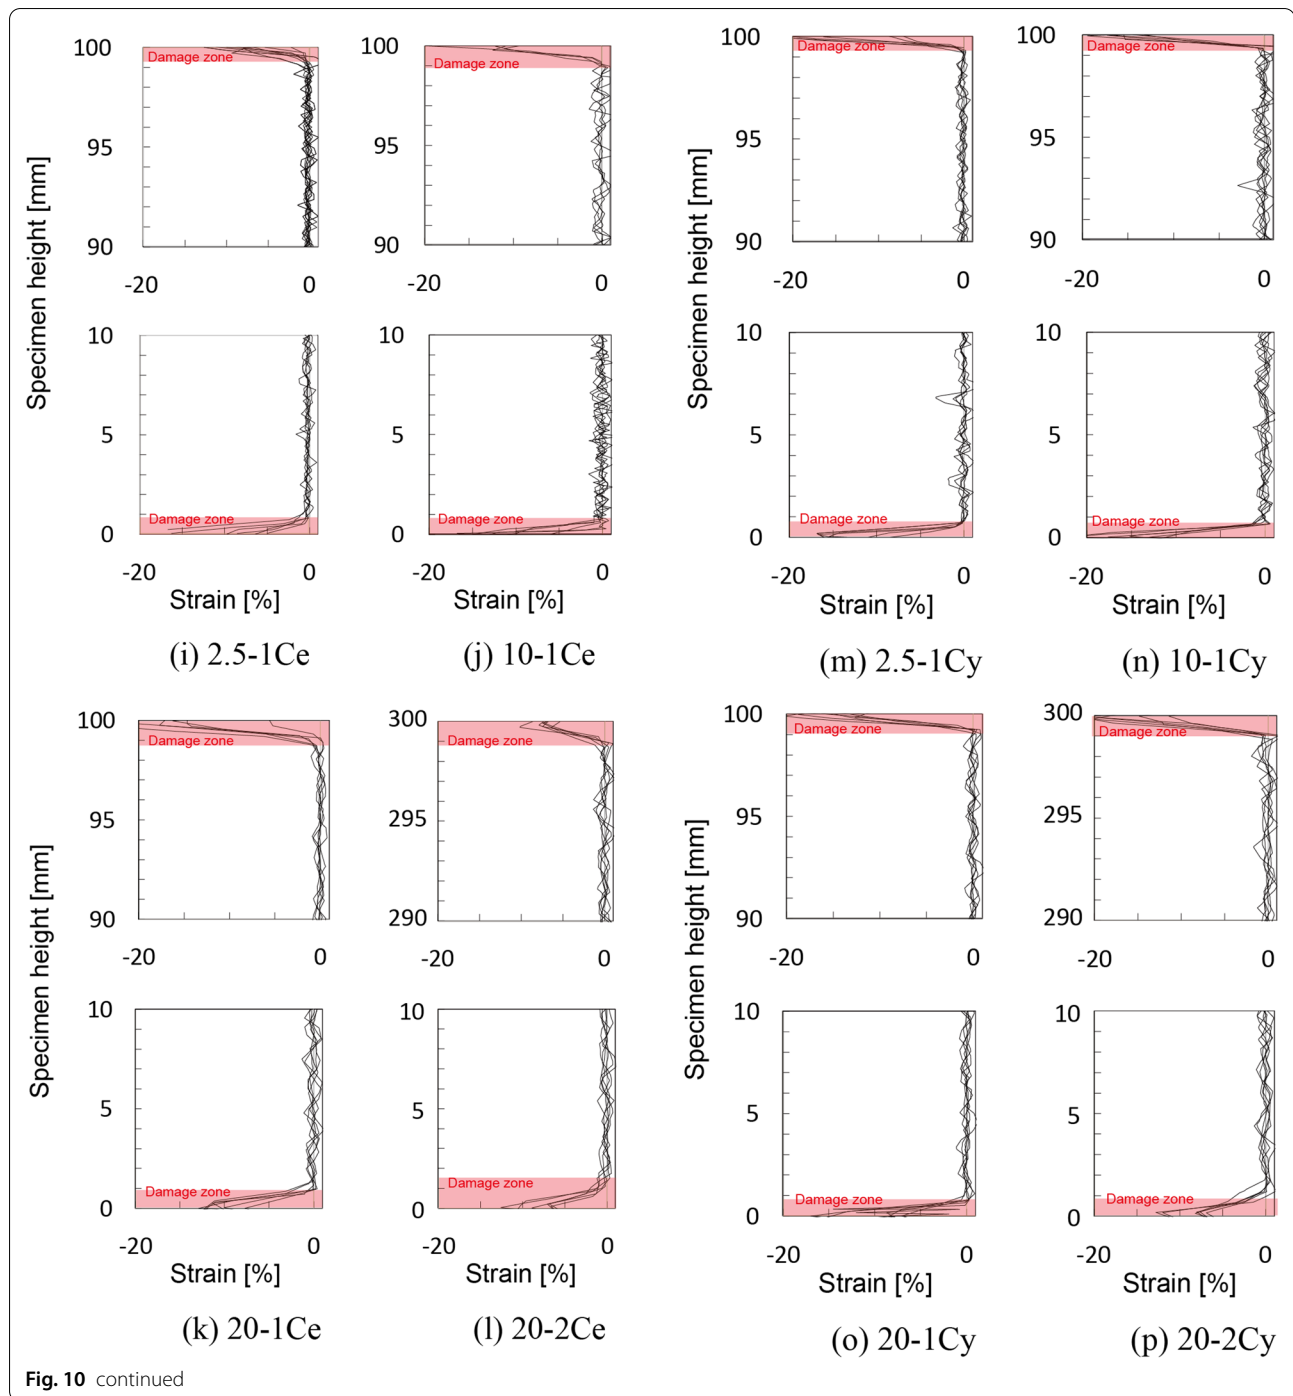 Specimen height [mm]
100
95
90
Damage zone
-20
0
100
95
90
Damage zone
-20
0
10
5
0
Damage zone
-20
0
Strain [%]
10
5
0
Damage zone
-20
0
Strain [%]
(i) 2.5-1Ce
(j) 10-1Ce
Specimen height [mm]
100
95
90
Damage zone
-20
0
100
95
90
Damage zone
-20
0
10
5
0
Damage zone
-20
0
Strain [%]
10
5
0
Damage zone
-20
0
Strain [%]
(m) 2.5-1Cy
(n) 10-1Cy
Specimen height [mm]
100
95
90
Damage zone
-20
0
300
295
290
Damage zone
-20
0
10
5
0
Damage zone
-20
0
Strain [%]
10
5
0
Damage zone
-20
0
Strain [%]
(k) 20-1Ce
(l) 20-2Ce
Specimen height [mm]
100
95
90
Damage zone
-20
0
300
295
290
Damage zone
-20
0
10
5
0
Damage zone
-20
0
Strain [%]
10
5
0
Damage zone
-20
0
Strain [%]
(o) 20-1Cy
(p) 20-2Cy
Fig. 10 continued